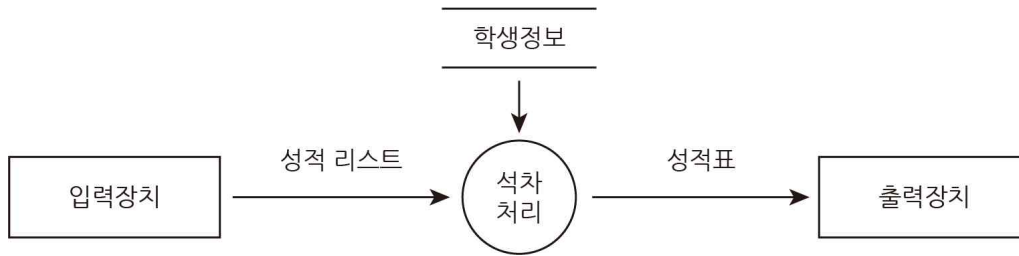 학생정보
성적 리스트
성적표
입력장치
석차
처리
출력장치